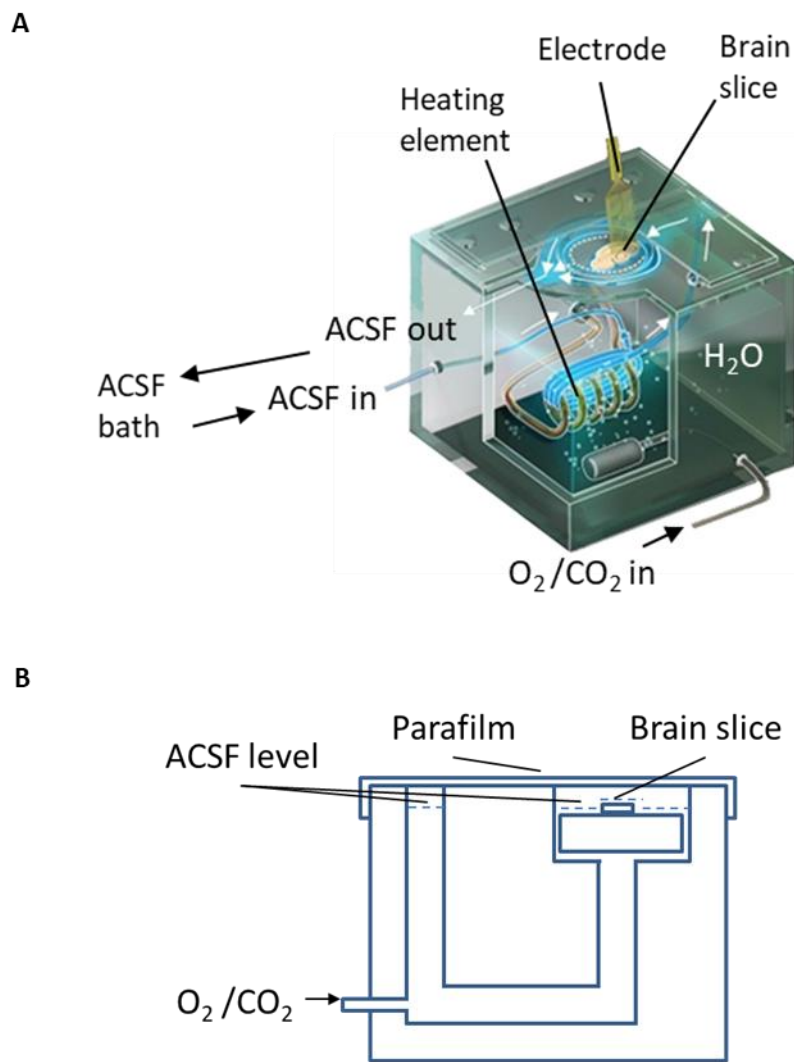 A
Electrode
Brain
slice
Heating
element
ACSF out
ACSF
bath
ACSF in
H₂O
O₂ /CO₂ in
B
Parafilm
Brain slice
ACSF level
O₂ /CO₂